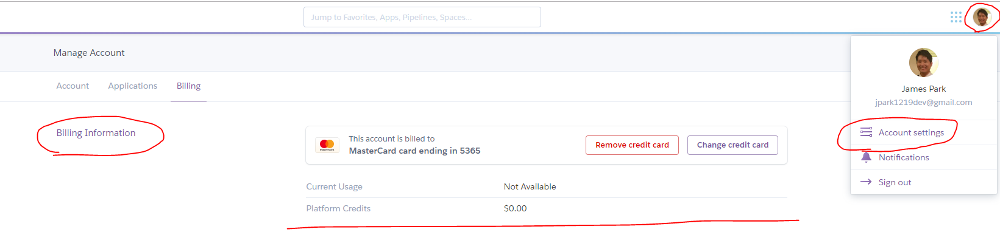 Jump to Favorites, Apps, Pipelines, Spaces...
Manage Account
Account Applications Billing
James Park
jpark1219dev@gmail.com
Billing Information
This account is billed to
MasterCard card ending in 5365
Remove credit card
Change credit card
mastercard
Account settings
Notifications
Sign out
Current Usage Not Available
Platform Credits $0.00